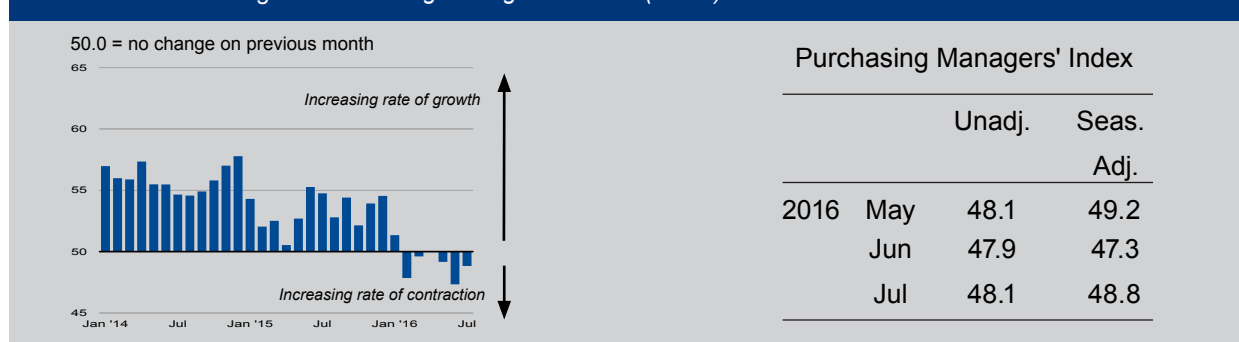 50.0 = no change on previous month
65
Increasing rate of growth
60
55
50
Increasing rate of contraction
45
Jan '14 Jul Jan '15 Jul Jan '16 Jul
Purchasing Managers' Index
Unadj. Seas.
Adj.
2016 May 48.1 49.2
Jun 47.9 47.3
Jul 48.1 48.8